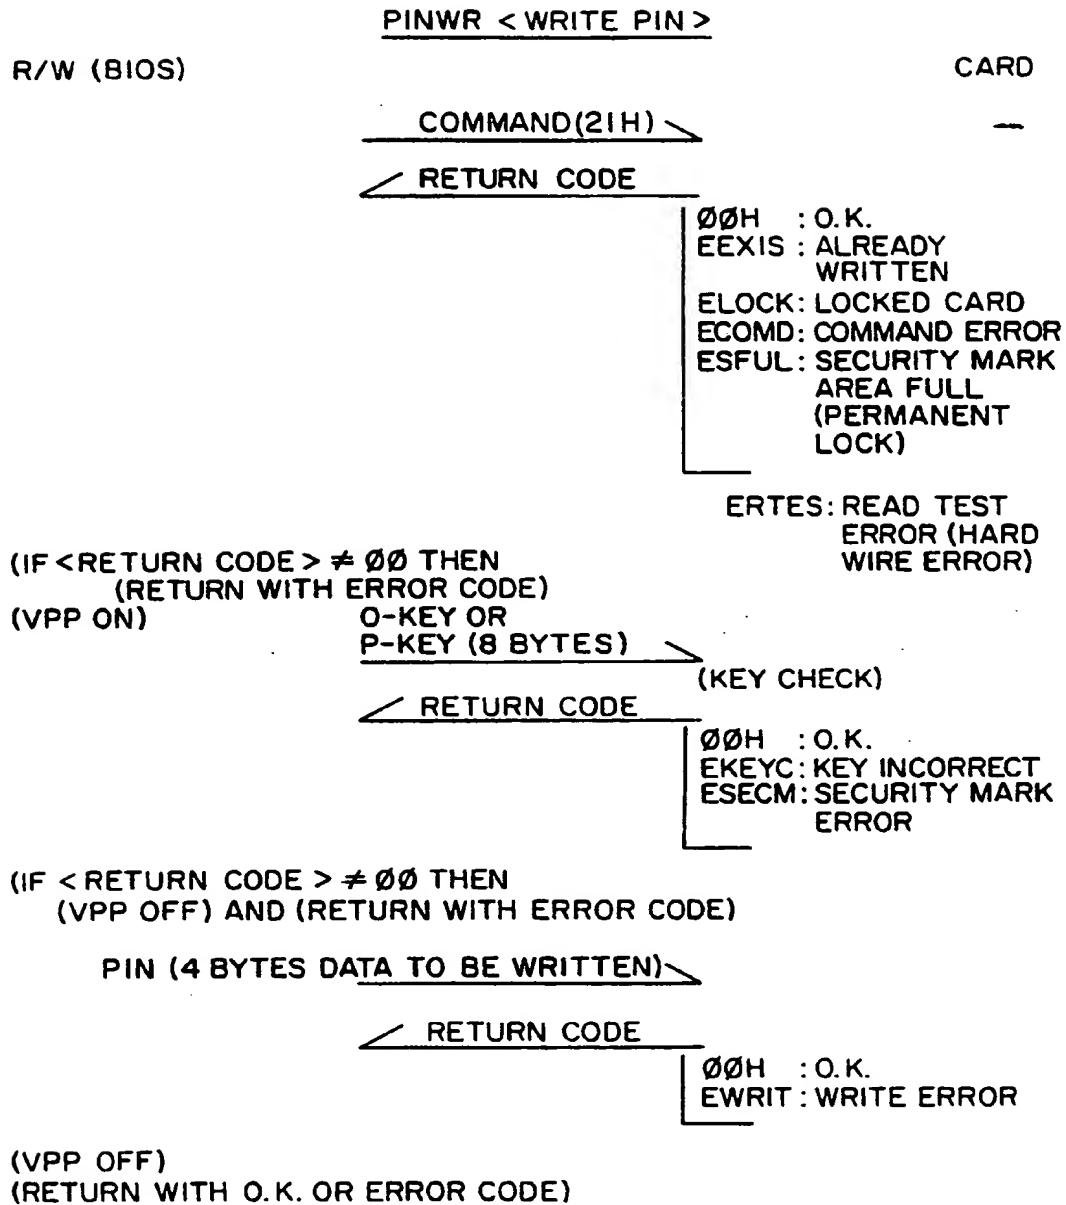 PINWR <WRITE PIN>
R/W (BIOS) CARD
COMMAND(21H) —
RETURN CODE
ØØH : O.K.
EEXIS : ALREADY
WRITTEN
ELOCK: LOCKED CARD
ECOMD: COMMAND ERROR
ESFUL: SECURITY MARK
AREA FULL
(PERMANENT
LOCK)
ERTES: READ TEST
ERROR (HARD
WIRE ERROR)
(IF <RETURN CODE> ≠ ØØ THEN
(RETURN WITH ERROR CODE)
(VPP ON) O-KEY OR
P-KEY (8 BYTES)
(KEY CHECK)
RETURN CODE
ØØH : O.K.
EKEYC: KEY INCORRECT
ESECM: SECURITY MARK
ERROR
(IF <RETURN CODE > ≠ ØØ THEN
(VPP OFF) AND (RETURN WITH ERROR CODE)
PIN (4 BYTES DATA TO BE WRITTEN)
RETURN CODE
ØØH : O.K.
EWRIT : WRITE ERROR
(VPP OFF)
(RETURN WITH O.K. OR ERROR CODE)